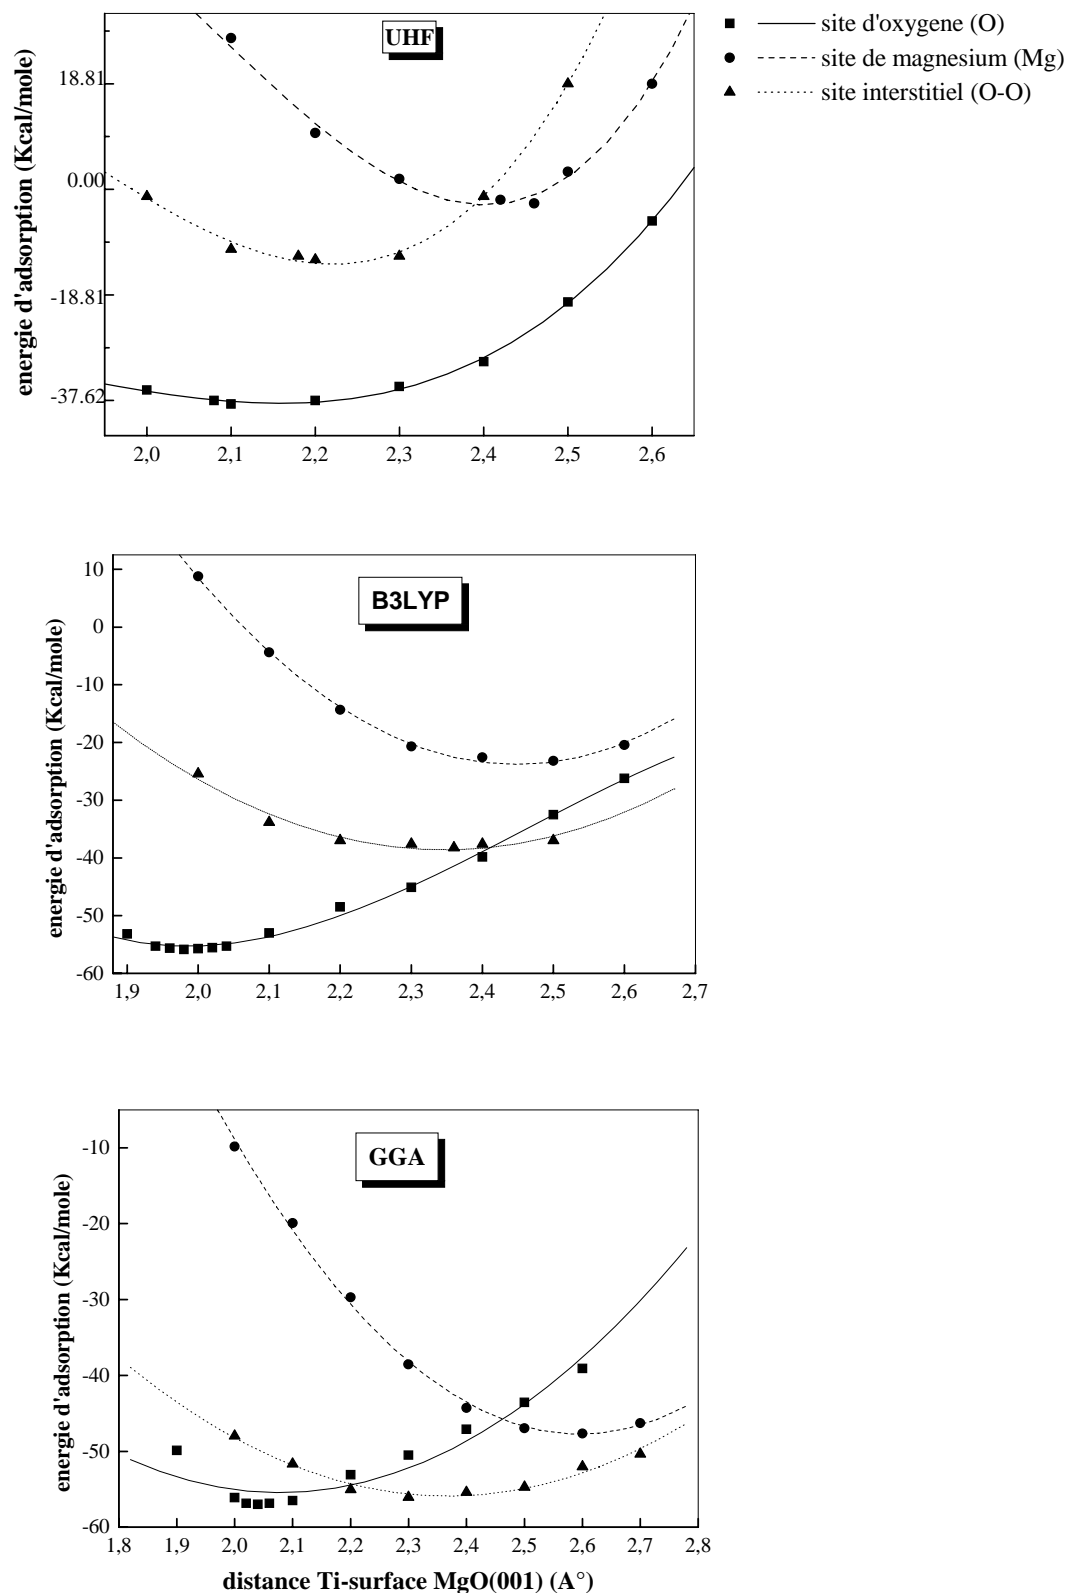 UHF
site d'oxygene (O)
site de magnesium (Mg)
site interstitiel (O-O)
energie d'adsorption (Kcal/mole)
18.81
0.00
-18.81
-37.62
2,0 2,1 2,2 2,3 2,4 2,5 2,6
B3LYP
energie d'adsorption (Kcal/mole)
10
0
-10
-20
-30
-40
-50
-60
1,9 2,0 2,1 2,2 2,3 2,4 2,5 2,6 2,7
GGA
energie d'adsorption (Kcal/mole)
-10
-20
-30
-40
-50
-60
1,8 1,9 2,0 2,1 2,2 2,3 2,4 2,5 2,6 2,7 2,8
distance Ti-surface MgO(001) (A°)